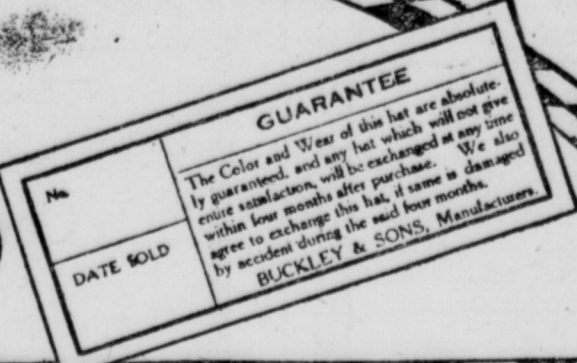 GUARANTEE
No.
The Color and Wear of this hat are absolute-
ly guaranteed, and any hat which will not give
entire satisfaction, will be exchanged at any time
within four months after purchase. We also
agree to exchange this hat, if same is damaged
by accident during the said four months.
BUCKLEY & SONS, Manufacturers.
DATE SOLD